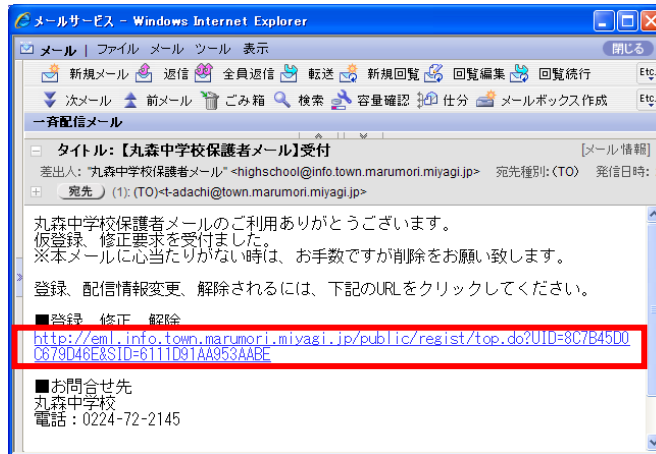 メールサービス - Windows Internet Explorer
メール | ファイル メール ツール 表示 閉じる
新規メール 返信 全員返信 転送 新規回覧 回覧編集 回覧続行 Etc.
次メール 前メール ごみ箱 検索 容量確認 仕分 メールボックス作成 Etc.
一斉配信メール
タイトル:【丸森中学校保護者メール】受付 [メール情報]
差出人: "丸森中学校保護者メール" <highschool@info.town.marumori.miyagi.jp> 宛先種別: (TO) 発信日時:
宛先 (1): (TO)<t-adachi@town.marumori.miyagi.jp>
丸森中学校保護者メールのご利用ありがとうございます。
仮登録、修正要求を受付ました。
※本メールに心当たりがない時は、お手数ですが削除をお願い致します。
登録、配信情報変更、解除されるには、下記のURLをクリックしてください。
■登録 修正 解除
http://eml.info.town.marumori.miyagi.jp/public/regist/top.do?UID=8C7B45D0
C679D46E&SID=6111D91AA953AABE
■お問合せ先
丸森中学校
電話：0224-72-2145